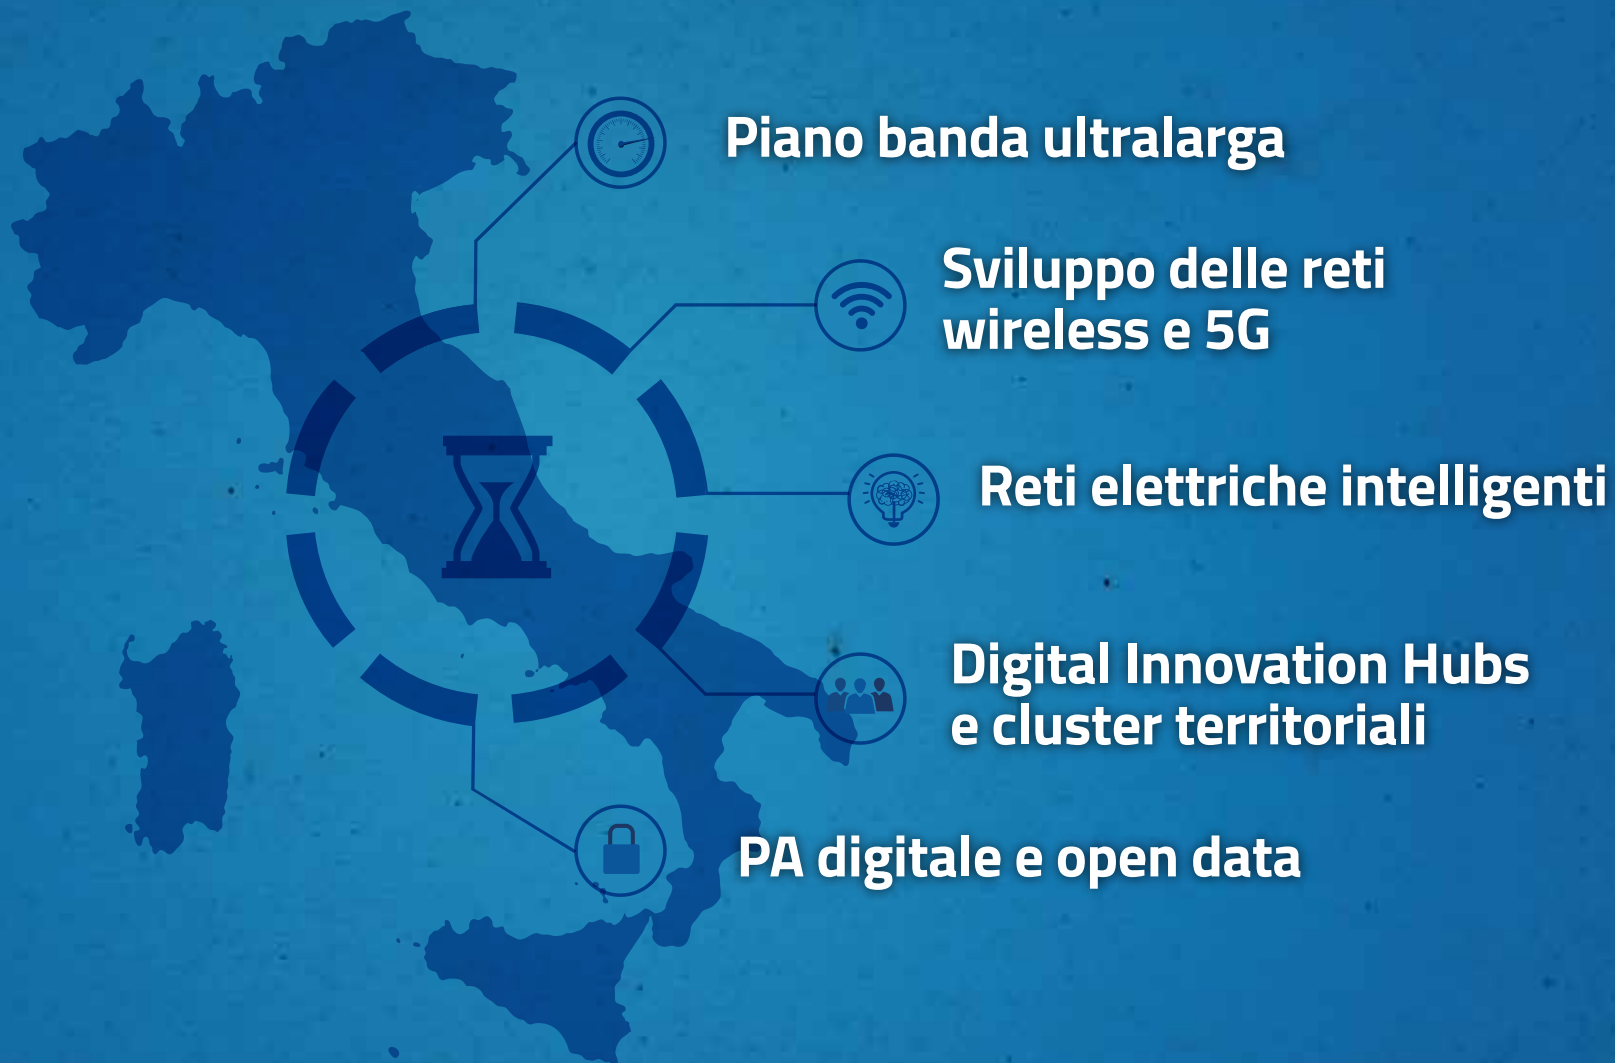 Piano banda ultralarga
Sviluppo delle reti
wireless e 5G
Reti elettriche intelligenti
Digital Innovation Hubs
e cluster territoriali
PA digitale e open data